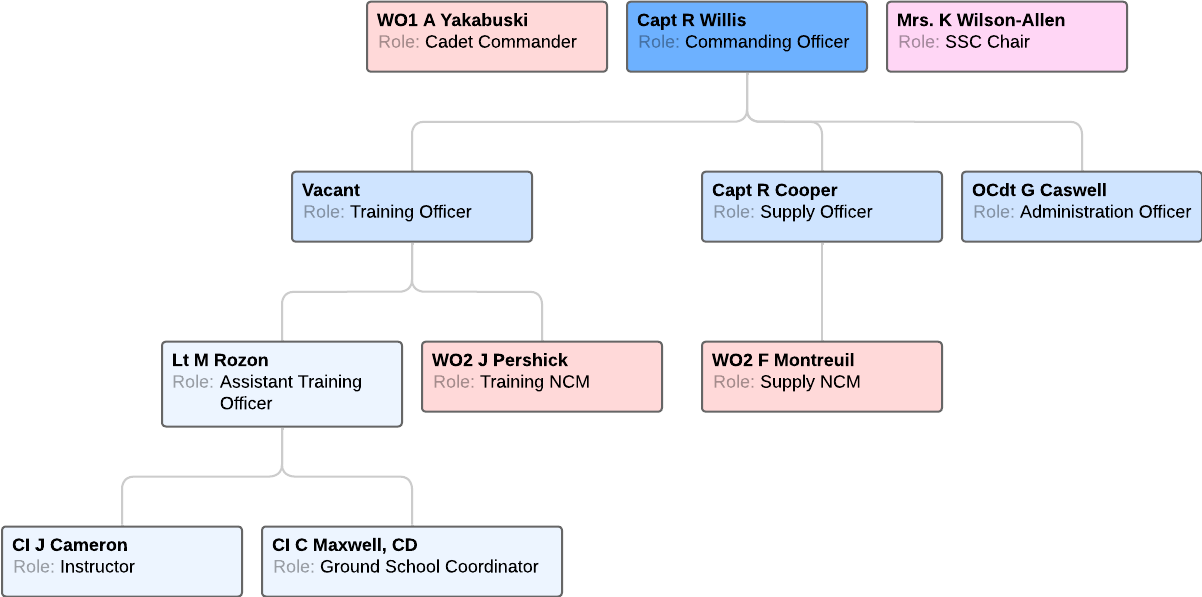 WO1 A Yakabuski
Role: Cadet Commander
Capt R Willis
Role: Commanding Officer
Mrs. K Wilson-Allen
Role: SSC Chair
Vacant
Role: Training Officer
Capt R Cooper
Role: Supply Officer
OCdt G Caswell
Role: Administration Officer
Lt M Rozon
Role: Assistant Training
Officer
WO2 J Pershick
Role: Training NCM
WO2 F Montreuil
Role: Supply NCM
CI J Cameron
Role: Instructor
CI C Maxwell, CD
Role: Ground School Coordinator